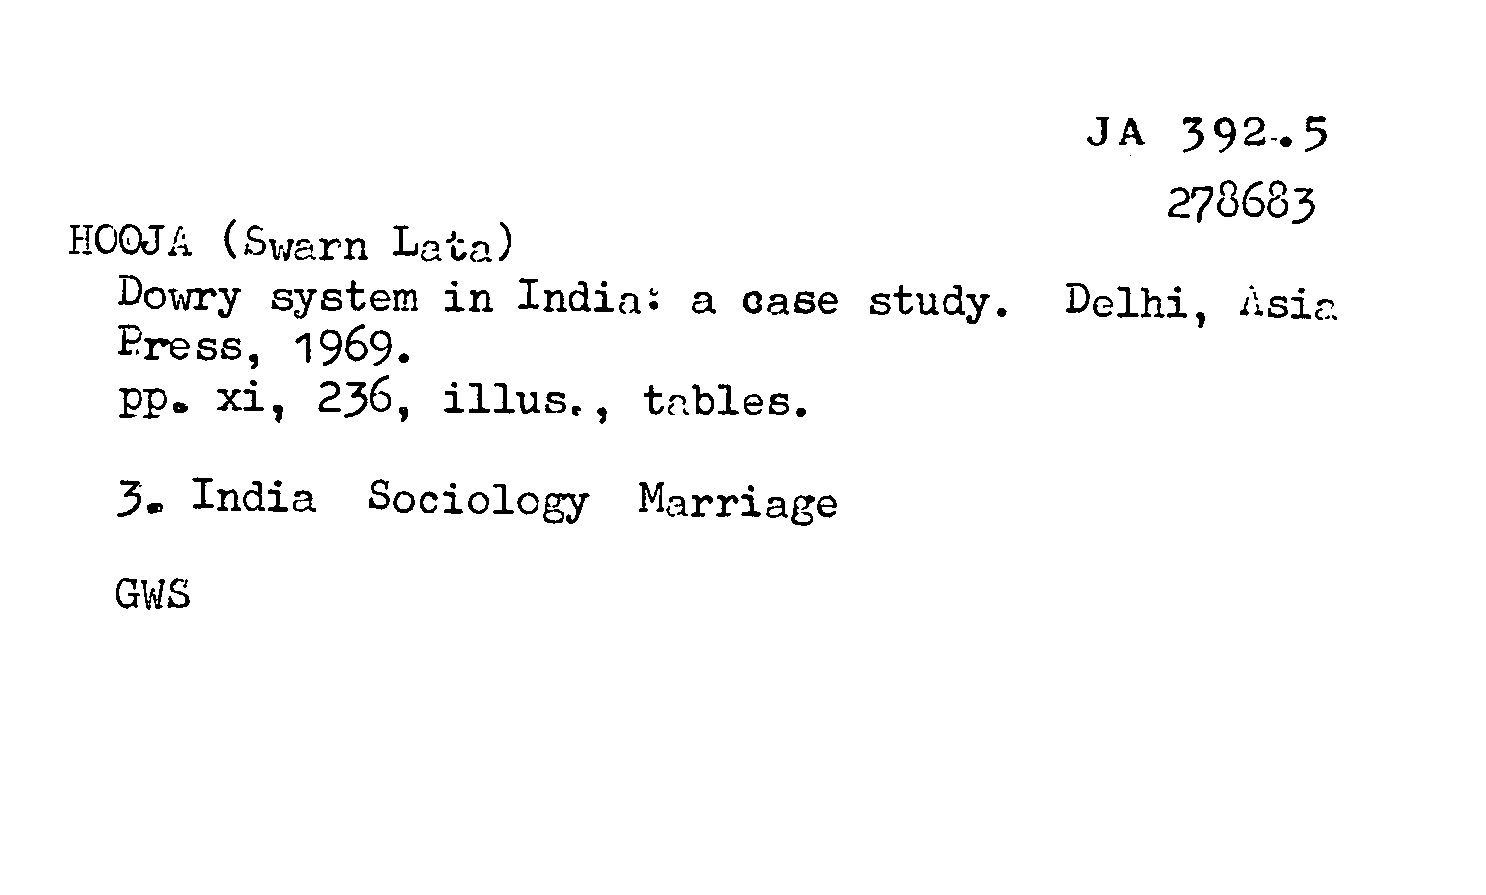 JA 392.5
278683
HOOJA (Swarn Lata)
Dowry system in India: a case study. Delhi, Asia
Press, 1969.
pp. xi, 236, illus., tables.
3. India Sociology Marriage
GWS